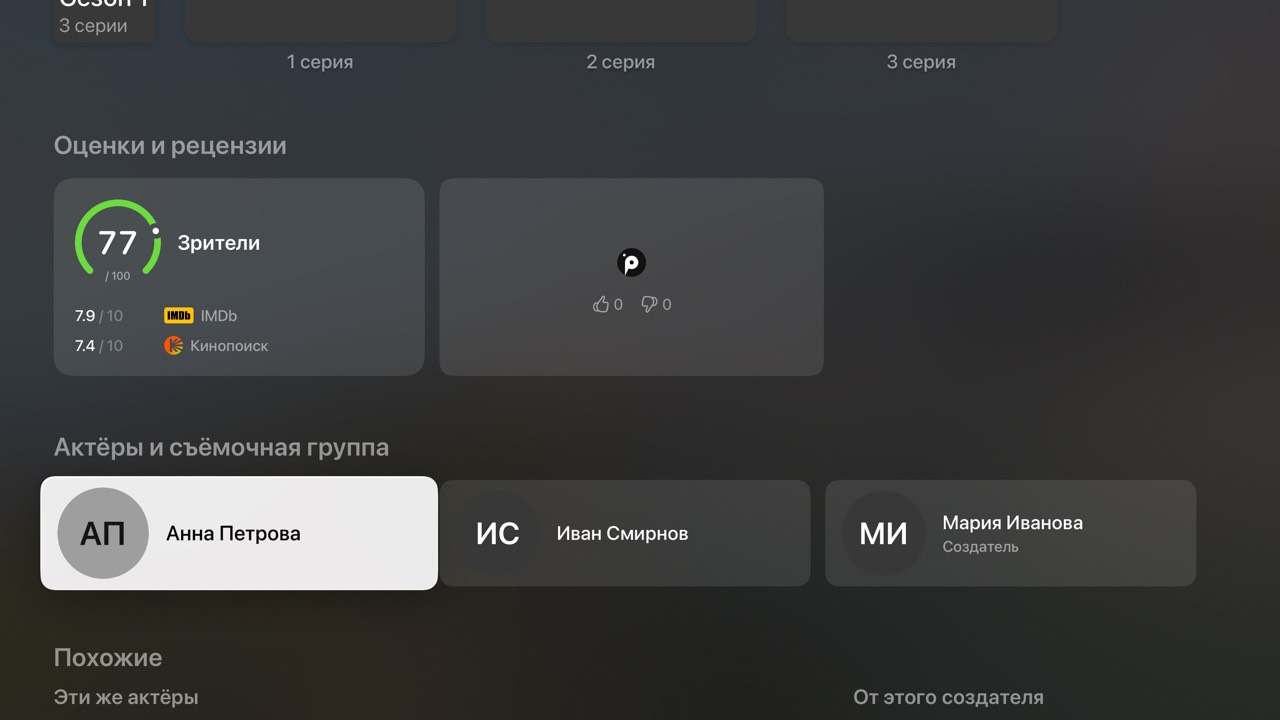 Сезон 1
3 серии
1 серия
2 серия
3 серия
Оценки и рецензии
77
/ 100
Зрители
7.9 / 10
IMDb IMDb
7.4 / 10
Кинопоиск
0
0
Актёры и съёмочная группа
АП
Анна Петрова
ИС
Иван Смирнов
МИ
Мария Иванова
Создатель
Похожие
Эти же актёры
От этого создателя